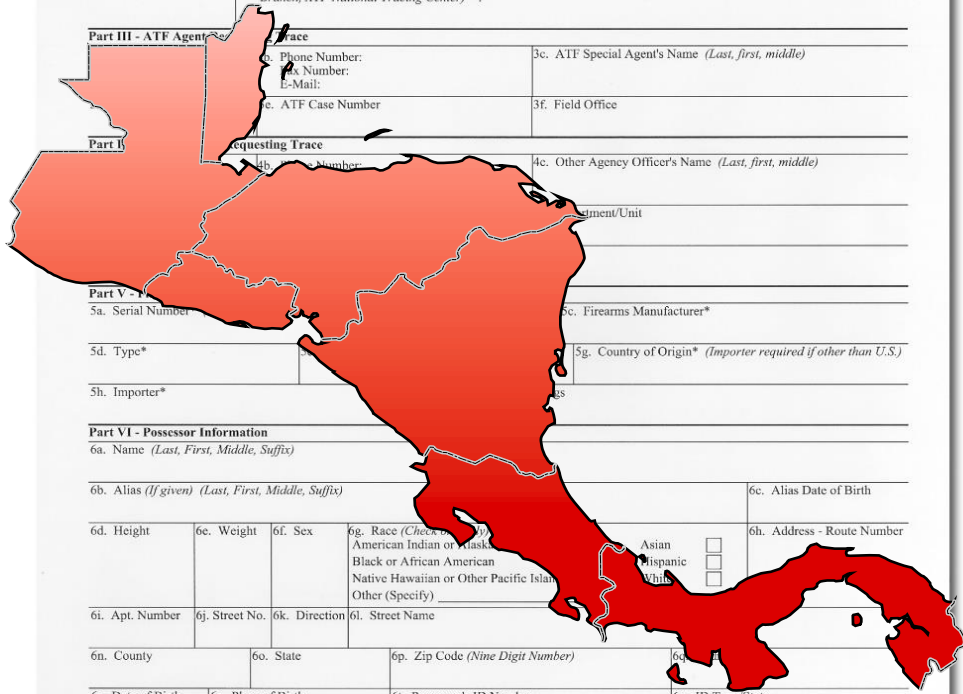 Part III - ATF Agent Trace
Phone Number:
3c. ATF Special Agent's Name (Last, first, middle)
Fax Number:
E-Mail:
ATF Case Number
3f. Field Office
Requesting Trace
4b. Phone Number:
4c. Other Agency Officer's Name (Last, first, middle)
Part V -
5a. Serial Number
5c. Firearms Manufacturer*
5d. Type*
5g. Country of Origin* (Importer required if other than U.S.)
5h. Importer*
Part VI - Possessor Information
6a. Name (Last, First, Middle, Suffix)
6b. Alias (If given) (Last, First, Middle, Suffix)
6c. Alias Date of Birth
6d. Height
6e. Weight
6f. Sex
6g. Race (Check
6h. Address - Route Number
American Indian or
Asian
Black or African American
Hispanic
Native Hawaiian or Other Pacific
White
Other (Specify)
6i. Apt. Number
6j. Street No.
6k. Direction
6l. Street Name
6n. County
6o. State
6p. Zip Code (Nine Digit Number)